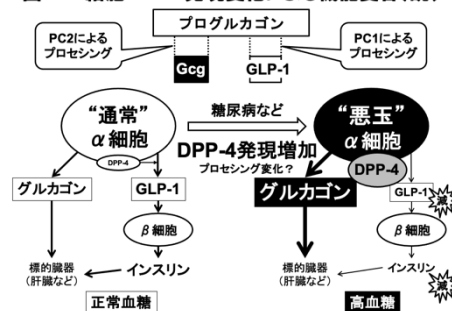 プログルカゴン
PC2による
プロセシング
PC1による
プロセシング
Gcg
GLP-1
“通常”
α細胞
DPP-4
糖尿病など
DPP-4発現増加
プロセシング変化？
“悪玉”
α細胞
DPP-4
グルカゴン
GLP-1
グルカゴン
GLP-1
減
β細胞
β細胞
標的臓器
（肝臓など）
インスリン
標的臓器
（肝臓など）
インスリン
減
正常血糖
高血糖